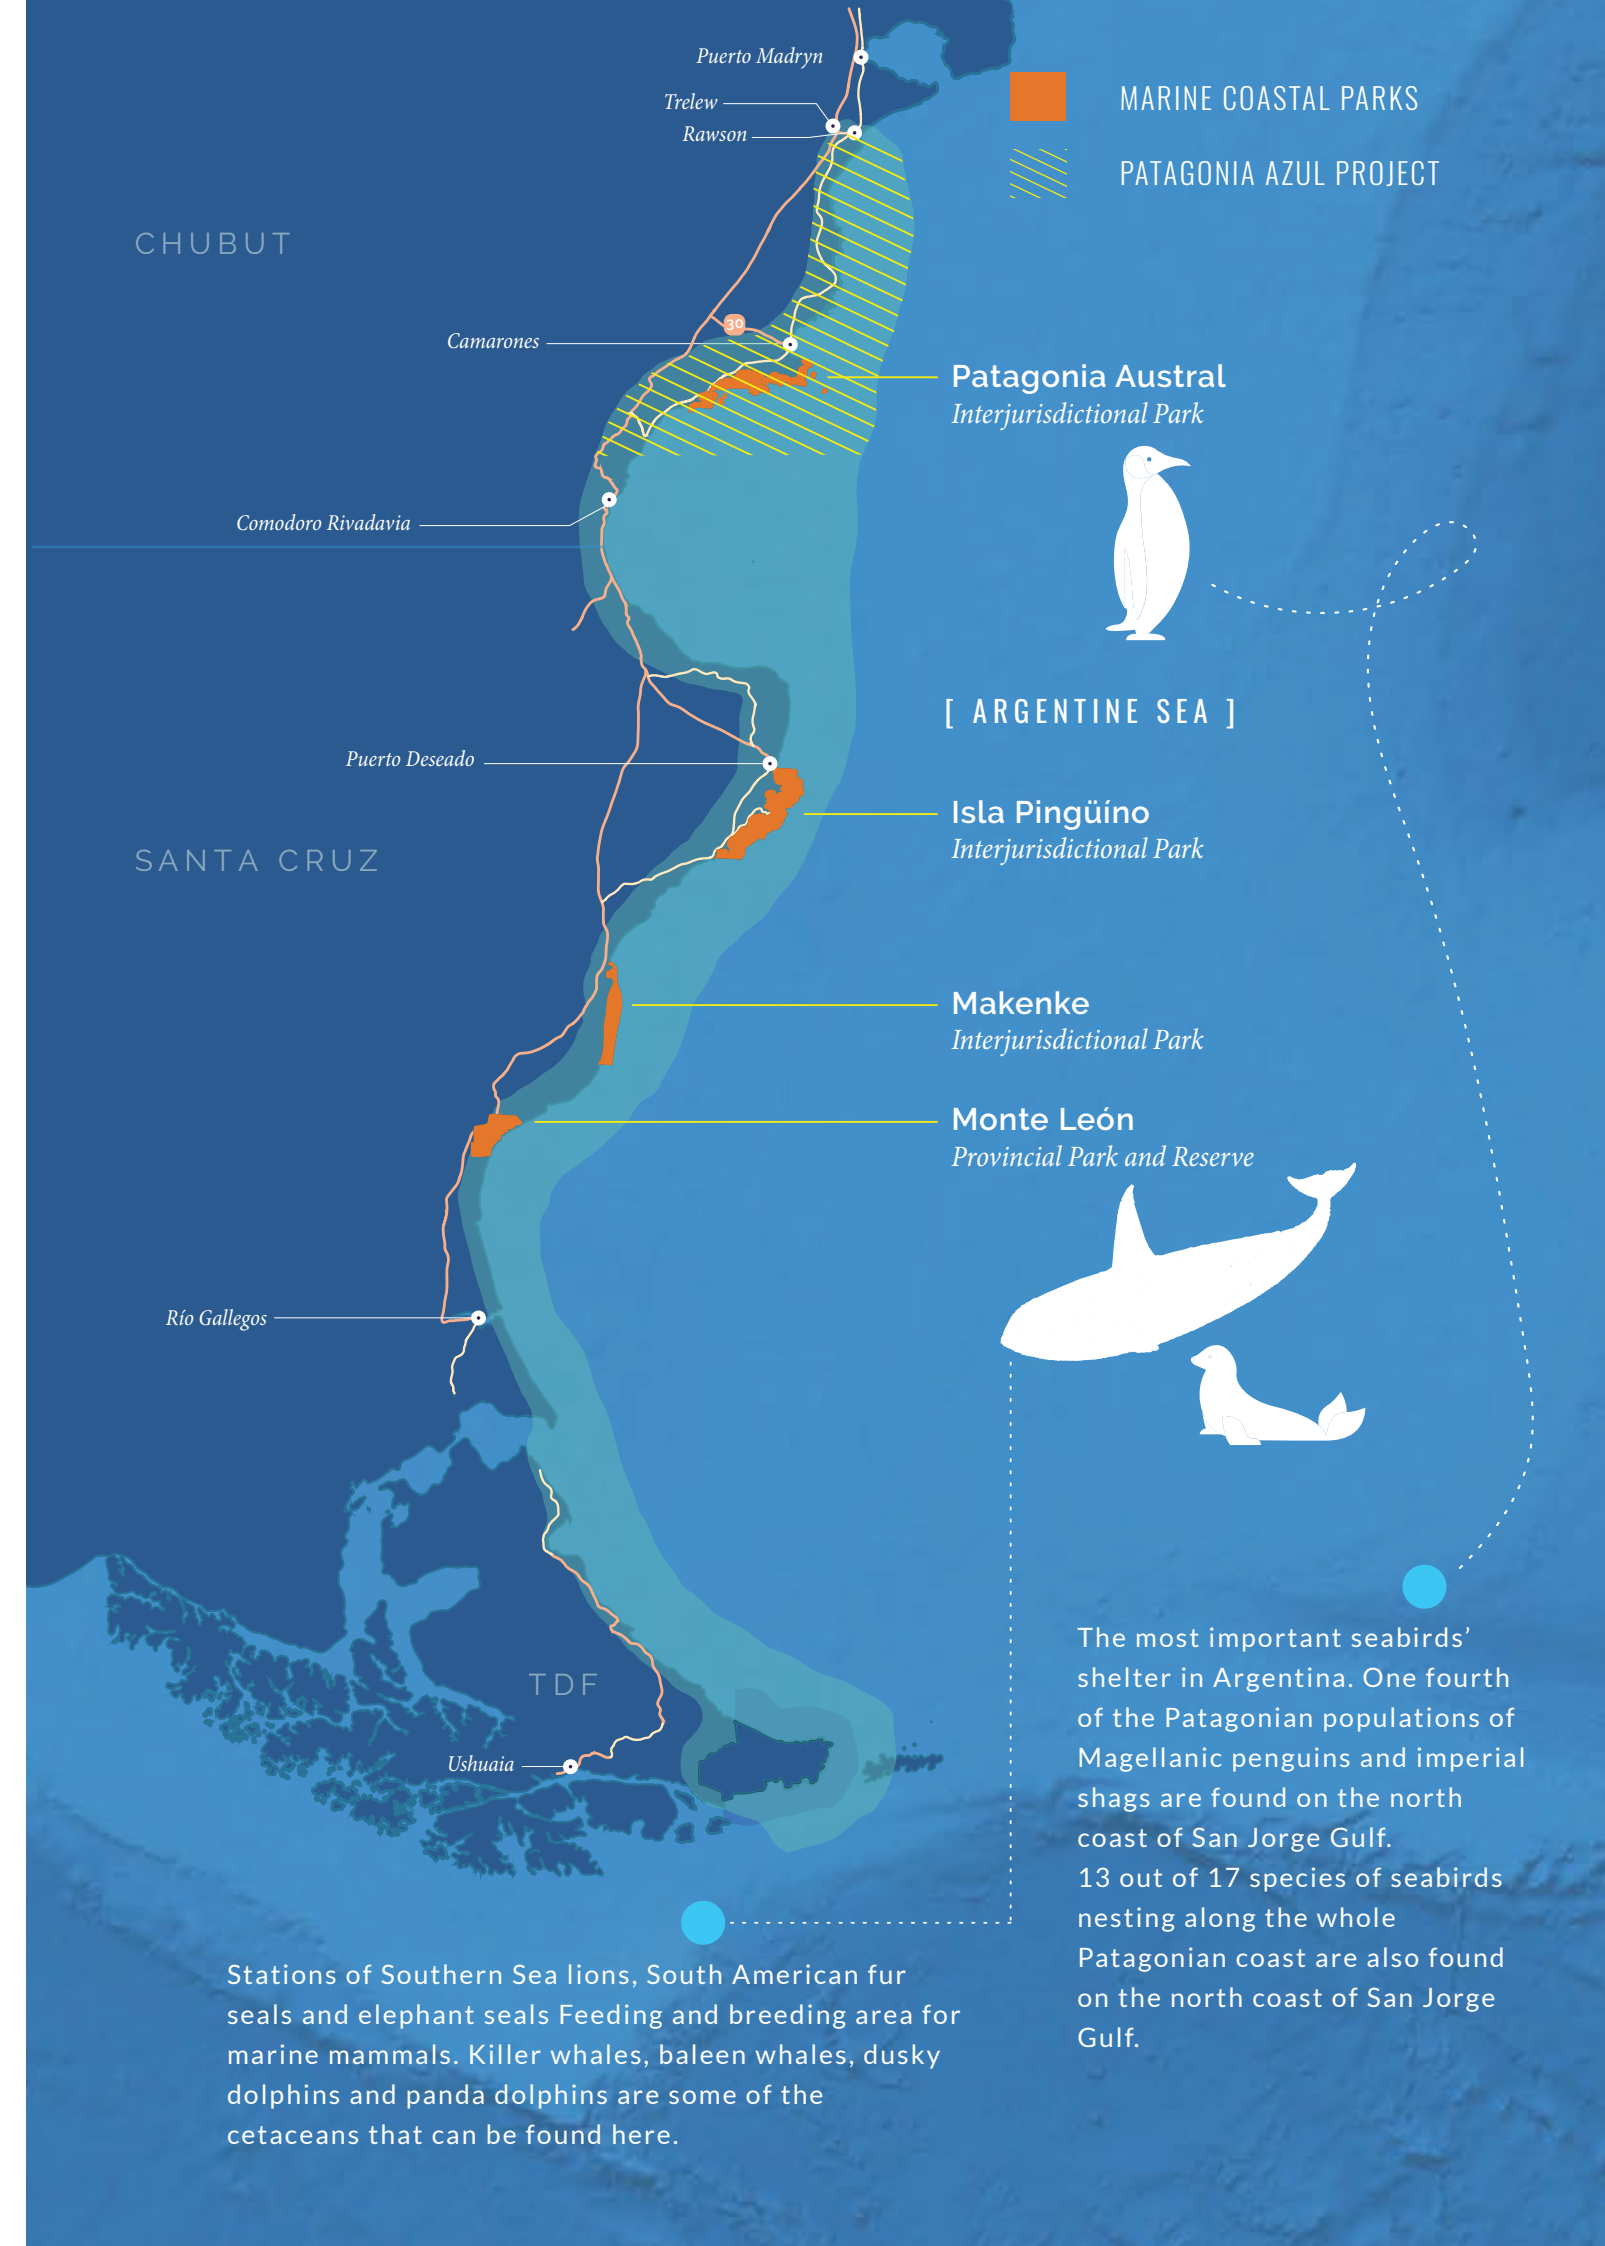 Puerto Madryn
Trelew
Rawson
MARINE COASTAL PARKS
PATAGONIA AZUL PROJECT
CHUBUT
30
Camarones
Patagonia Austral
Interjurisdictional Park
Comodoro Rivadavia
[ ARGENTINE SEA ]
Puerto Deseado
Isla Pingüíno
Interjurisdictional Park
SANTA CRUZ
Makenke
Interjurisdictional Park
Monte León
Provincial Park and Reserve
Río Gallegos
TDF
Ushuaia
The most important seabirds’
shelter in Argentina. One fourth
of the Patagonian populations of
Magellanic penguins and imperial
shags are found on the north
coast of San Jorge Gulf.
13 out of 17 species of seabirds
nesting along the whole
Patagonian coast are also found
on the north coast of San Jorge
Gulf.
Stations of Southern Sea lions, South American fur
seals and elephant seals Feeding and breeding area for
marine mammals. Killer whales, baleen whales, dusky
dolphins and panda dolphins are some of the
cetaceans that can be found here.